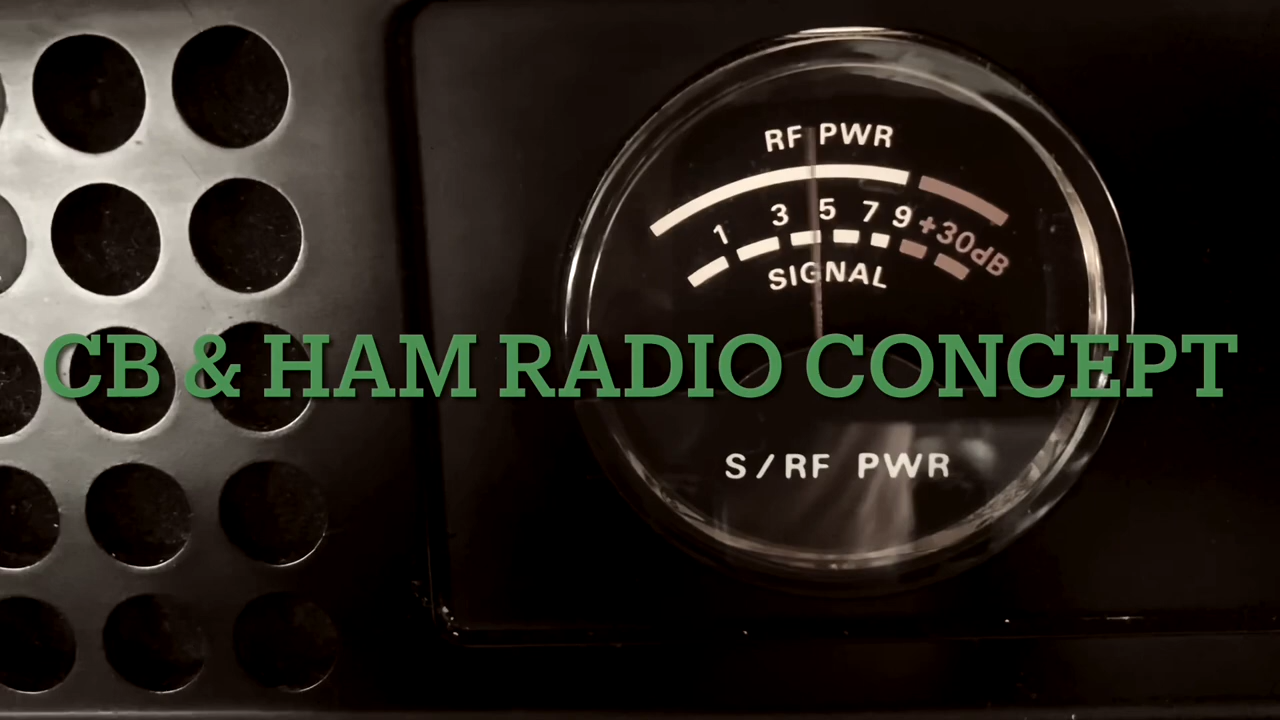 RF PWR
1 3 5 7 9 +30dB
SIGNAL
CB & HAM RADIO CONCEPT
S/RF PWR